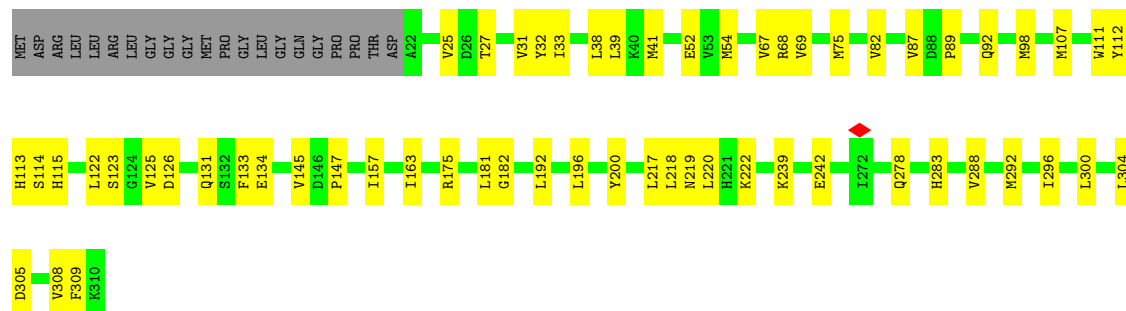 MET ASP ARG LEU LEU ARG LEU GLY GLY GLY MET PRO GLY LEU GLY GLN GLY PRO PRO THR ASP A22 V25 D26 T27 V31 Y32 I33 L38 L39 K40 M41 E52 V53 M54 V67 R68 V69 M75 V82 V87 D88 P89 Q92 M98 M107 W111 Y112
H113 S114 H115 L122 S123 G124 V125 D126 Q131 S132 F133 E134 V145 D146 P147 I157 I163 R175 L181 G182 L192 L196 Y200 L217 L218 N219 L220 H221 K222 K239 E242 I272 Q278 H283 V288 M292 I296 L300 L304
D305 V308 F309 K310